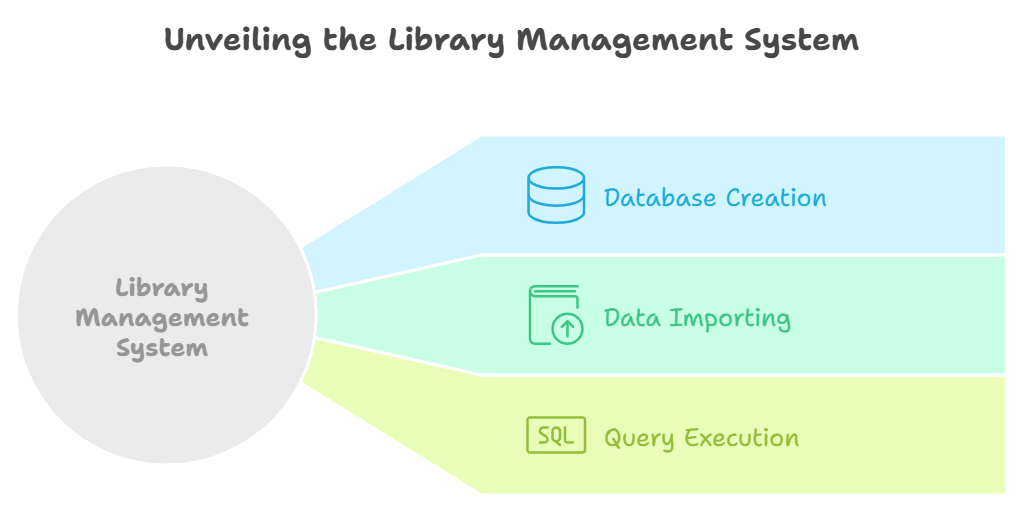 Unveiling the Library Management System
Library
Management
System
Database Creation
Data Importing
SQL
Query Execution